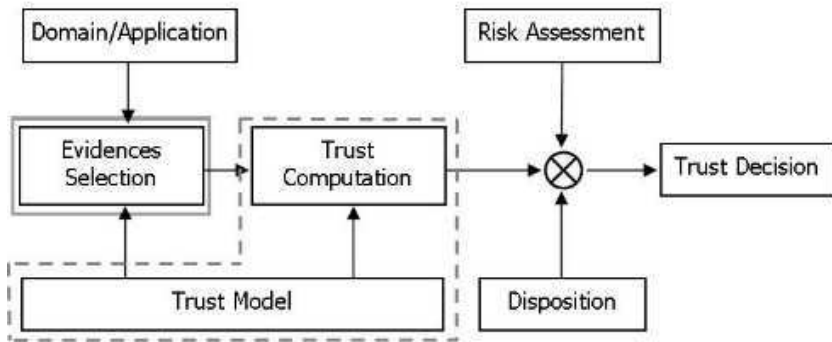 Domain/Application
Risk Assessment
Evidences
Selection
Trust
Computation
Trust Decision
Trust Model
Disposition